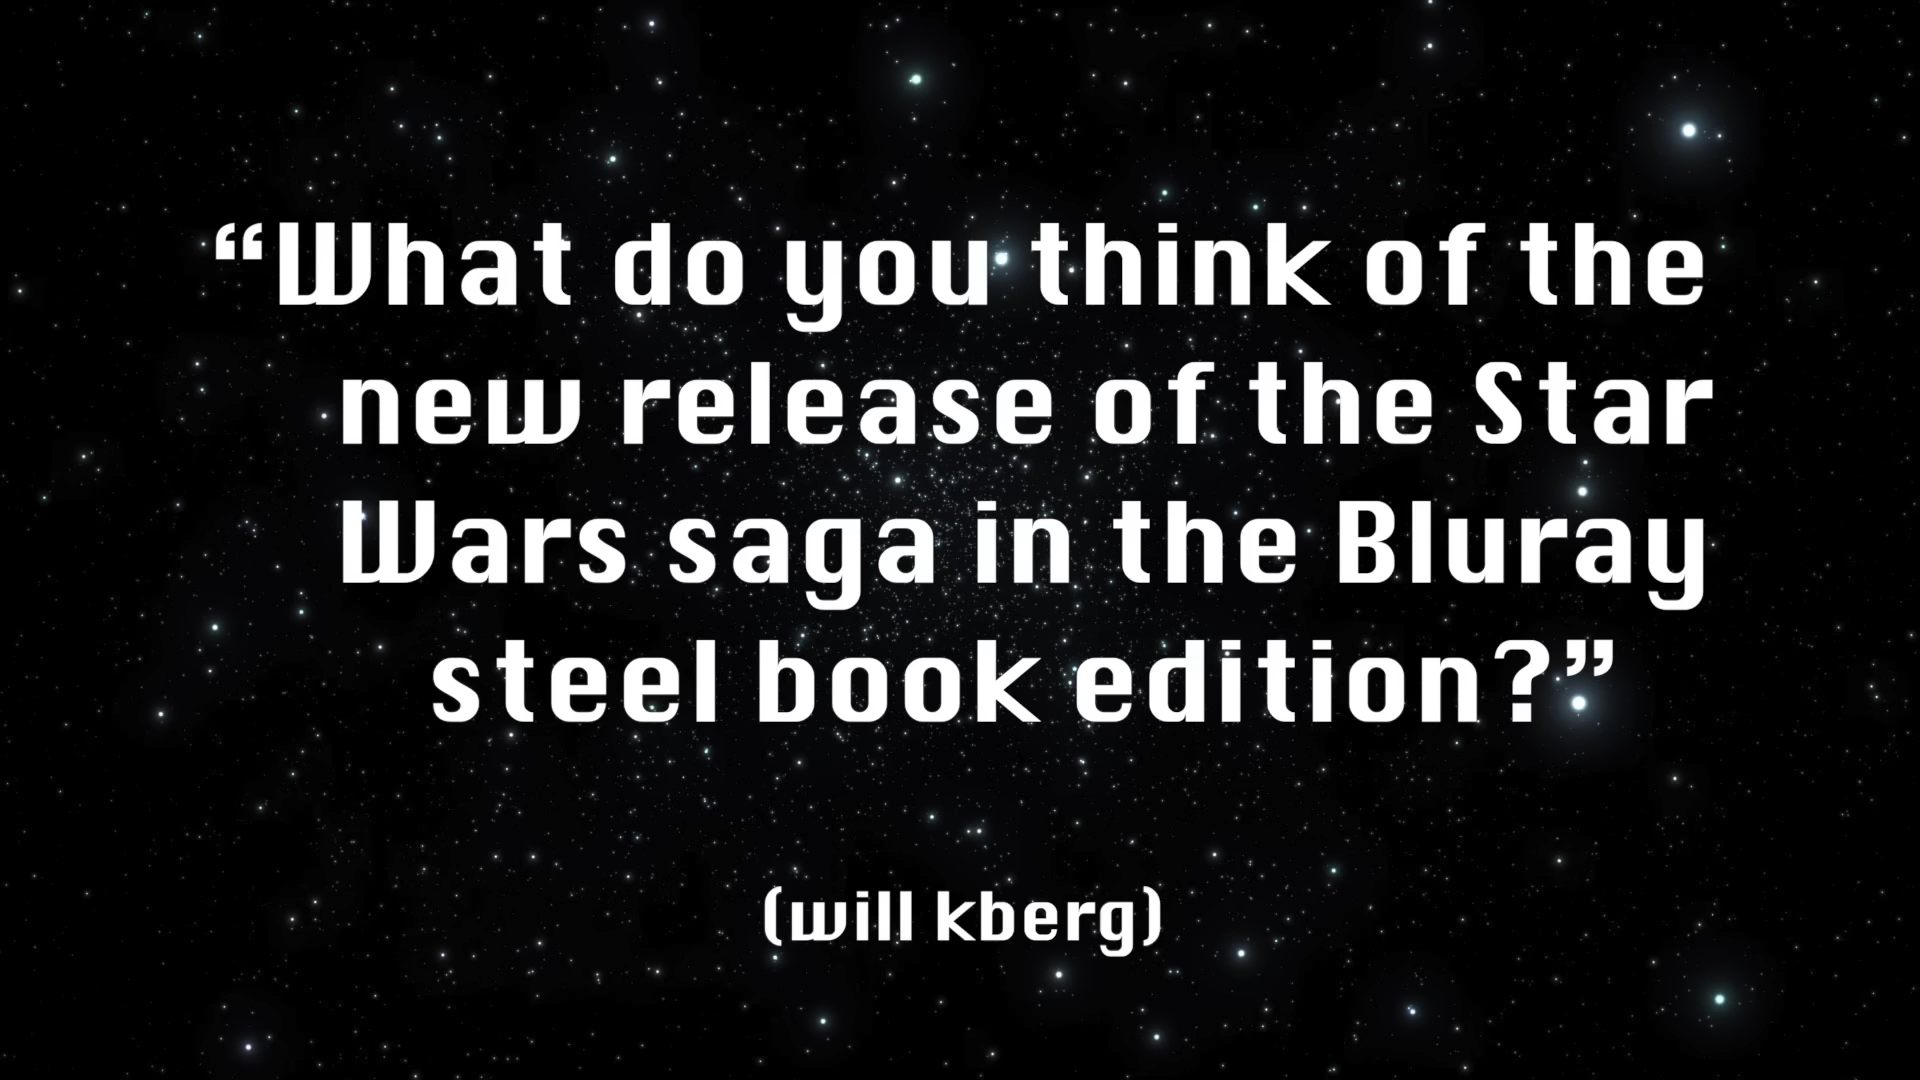 “What do you think of the
new release of the Star
Wars saga in the Bluray
steel book edition?”
(will kberg)